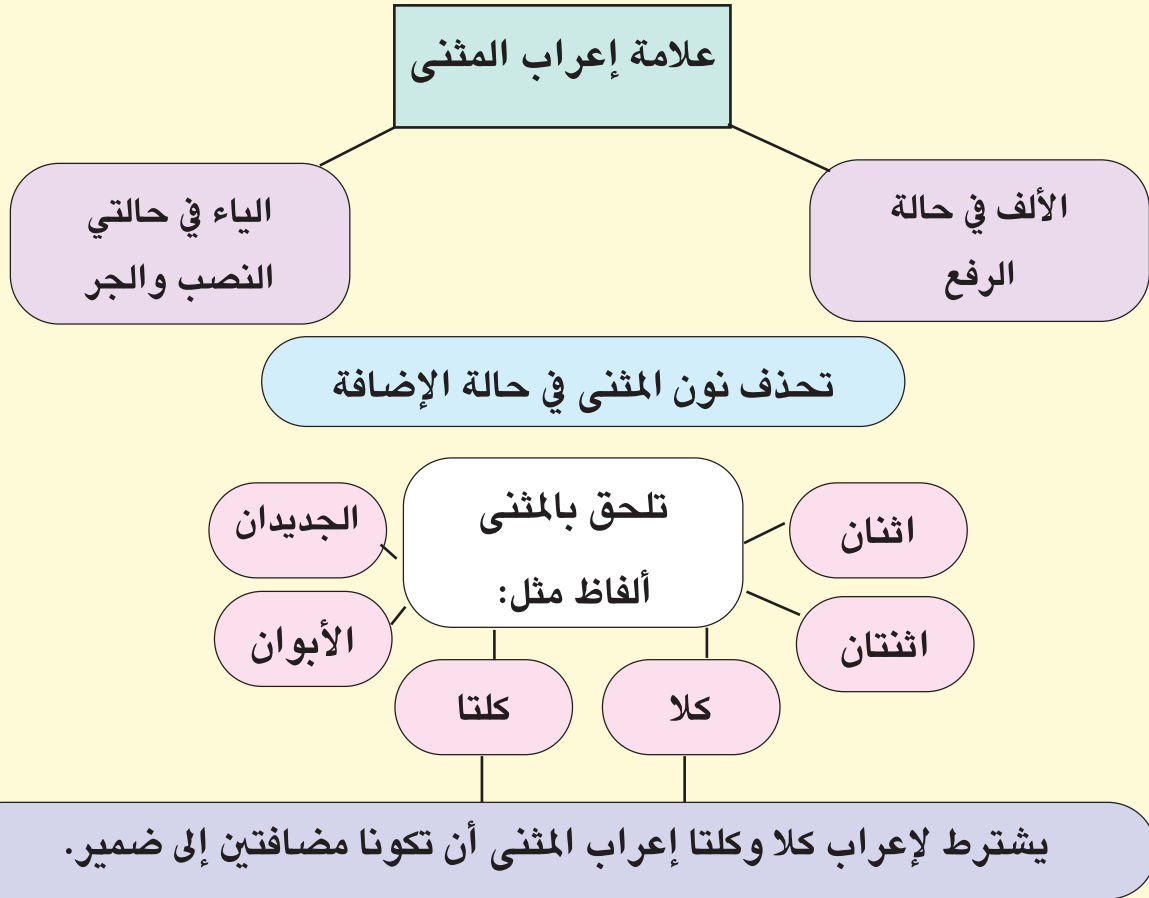 علامة إعراب المثنى
الألف في حالة
الرفع
الياء في حالتي
النصب والجر
تحذف نون المثنى في حالة الإضافة
تلحق بالمثنى
ألفاظ مثل:
اثنان
اثنتان
كلا
كلتا
الجديدان
الأبوان
يشترط لإعراب كلا وكلتا إعراب المثنى أن تكونا مضافتين إلى ضمير.